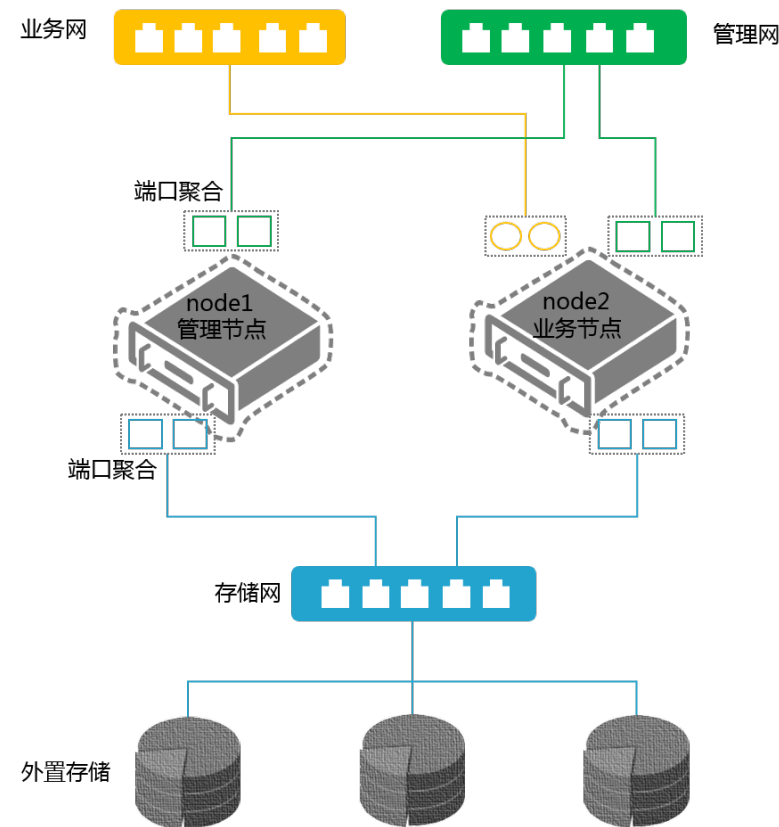 业务网
管理网
端口聚合
node1
管理节点
node2
业务节点
端口聚合
存储网
外置存储